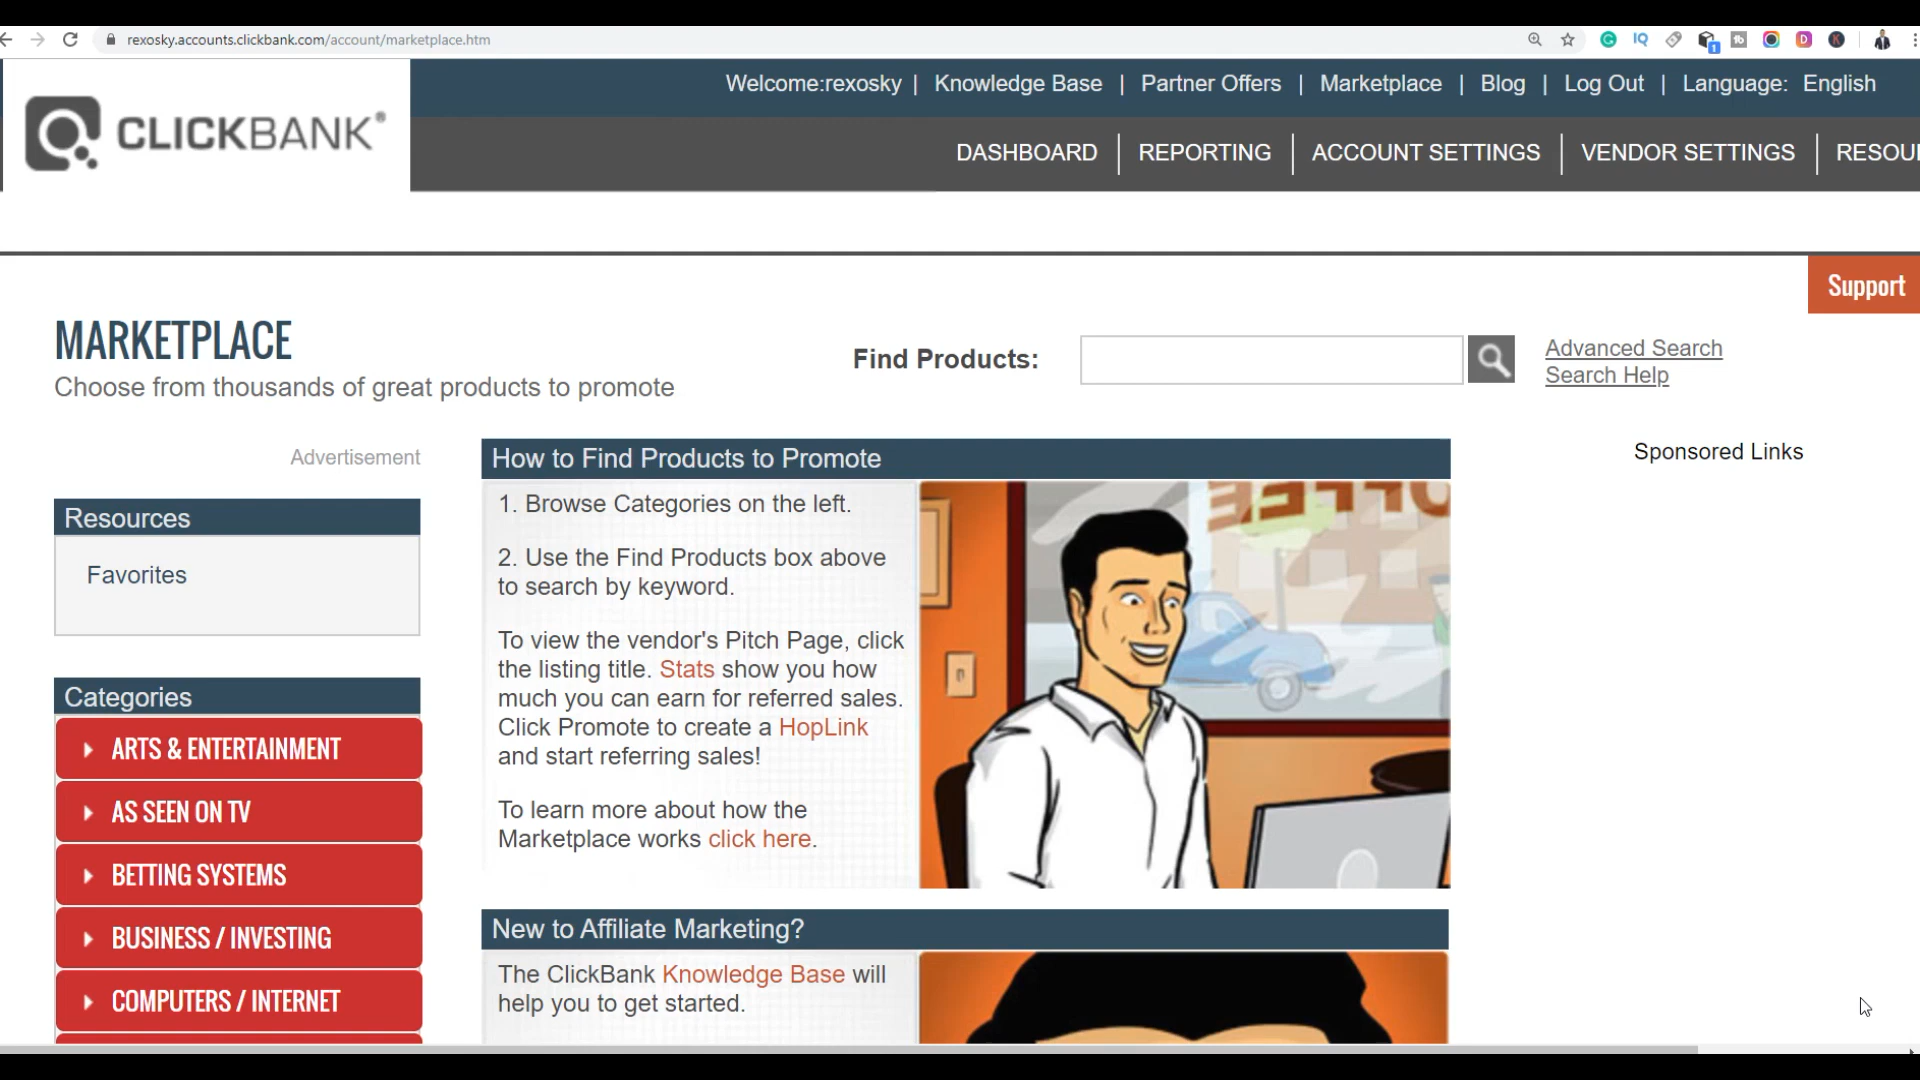 rexosky.accounts.clickbank.com/account/marketplace.htm
Welcome:rexosky | Knowledge Base | Partner Offers | Marketplace | Blog | Log Out | Language: English
CLICKBANK®
DASHBOARD | REPORTING | ACCOUNT SETTINGS | VENDOR SETTINGS | RESOU
Support
MARKETPLACE
Choose from thousands of great products to promote
Find Products:
Advanced Search
Search Help
Advertisement
Resources
Favorites
Categories
ARTS & ENTERTAINMENT
AS SEEN ON TV
BETTING SYSTEMS
BUSINESS / INVESTING
COMPUTERS / INTERNET
How to Find Products to Promote
1. Browse Categories on the left.
2. Use the Find Products box above
to search by keyword.
To view the vendor's Pitch Page, click
the listing title. Stats show you how
much you can earn for referred sales.
Click Promote to create a HopLink
and start referring sales!
To learn more about how the
Marketplace works click here.
New to Affiliate Marketing?
The ClickBank Knowledge Base will
help you to get started.
Sponsored Links